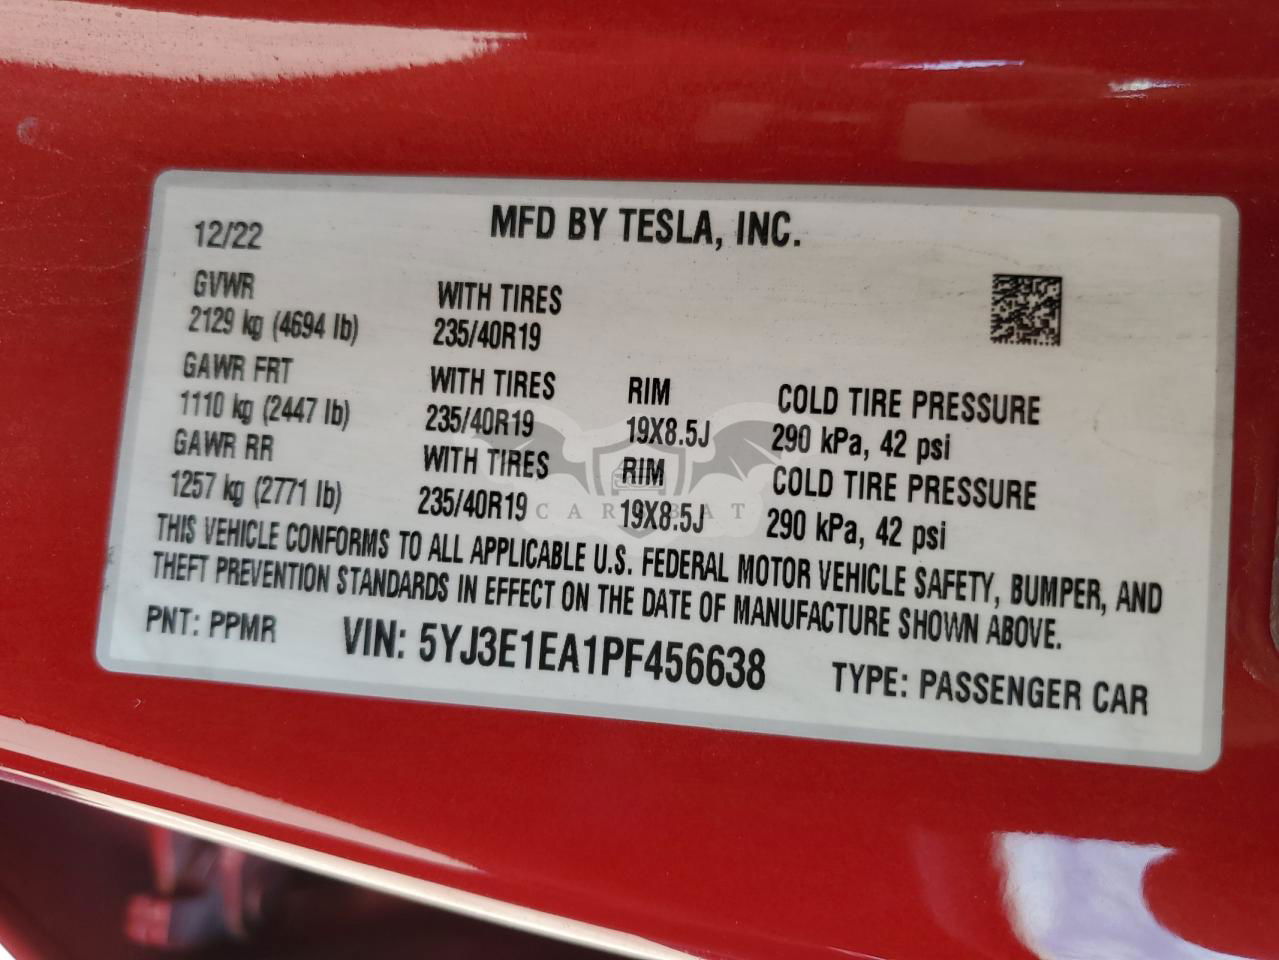 MFD BY TESLA, INC.
12/22
GVWR
2129 kg (4694 lb)
WITH TIRES
235/40R19
GAWR FRT
1110 kg (2447 lb)
WITH TIRES
235/40R19
RIM
19X8.5J
COLD TIRE PRESSURE
290 kPa, 42 psi
GAWR RR
1257 kg (2771 lb)
WITH TIRES
235/40R19
RIM
19X8.5J
COLD TIRE PRESSURE
290 kPa, 42 psi
CARSBAT
THIS VEHICLE CONFORMS TO ALL APPLICABLE U.S. FEDERAL MOTOR VEHICLE SAFETY, BUMPER, AND
THEFT PREVENTION STANDARDS IN EFFECT ON THE DATE OF MANUFACTURE SHOWN ABOVE.
PNT: PPMR
VIN: 5YJ3E1EA1PF456638
TYPE: PASSENGER CAR